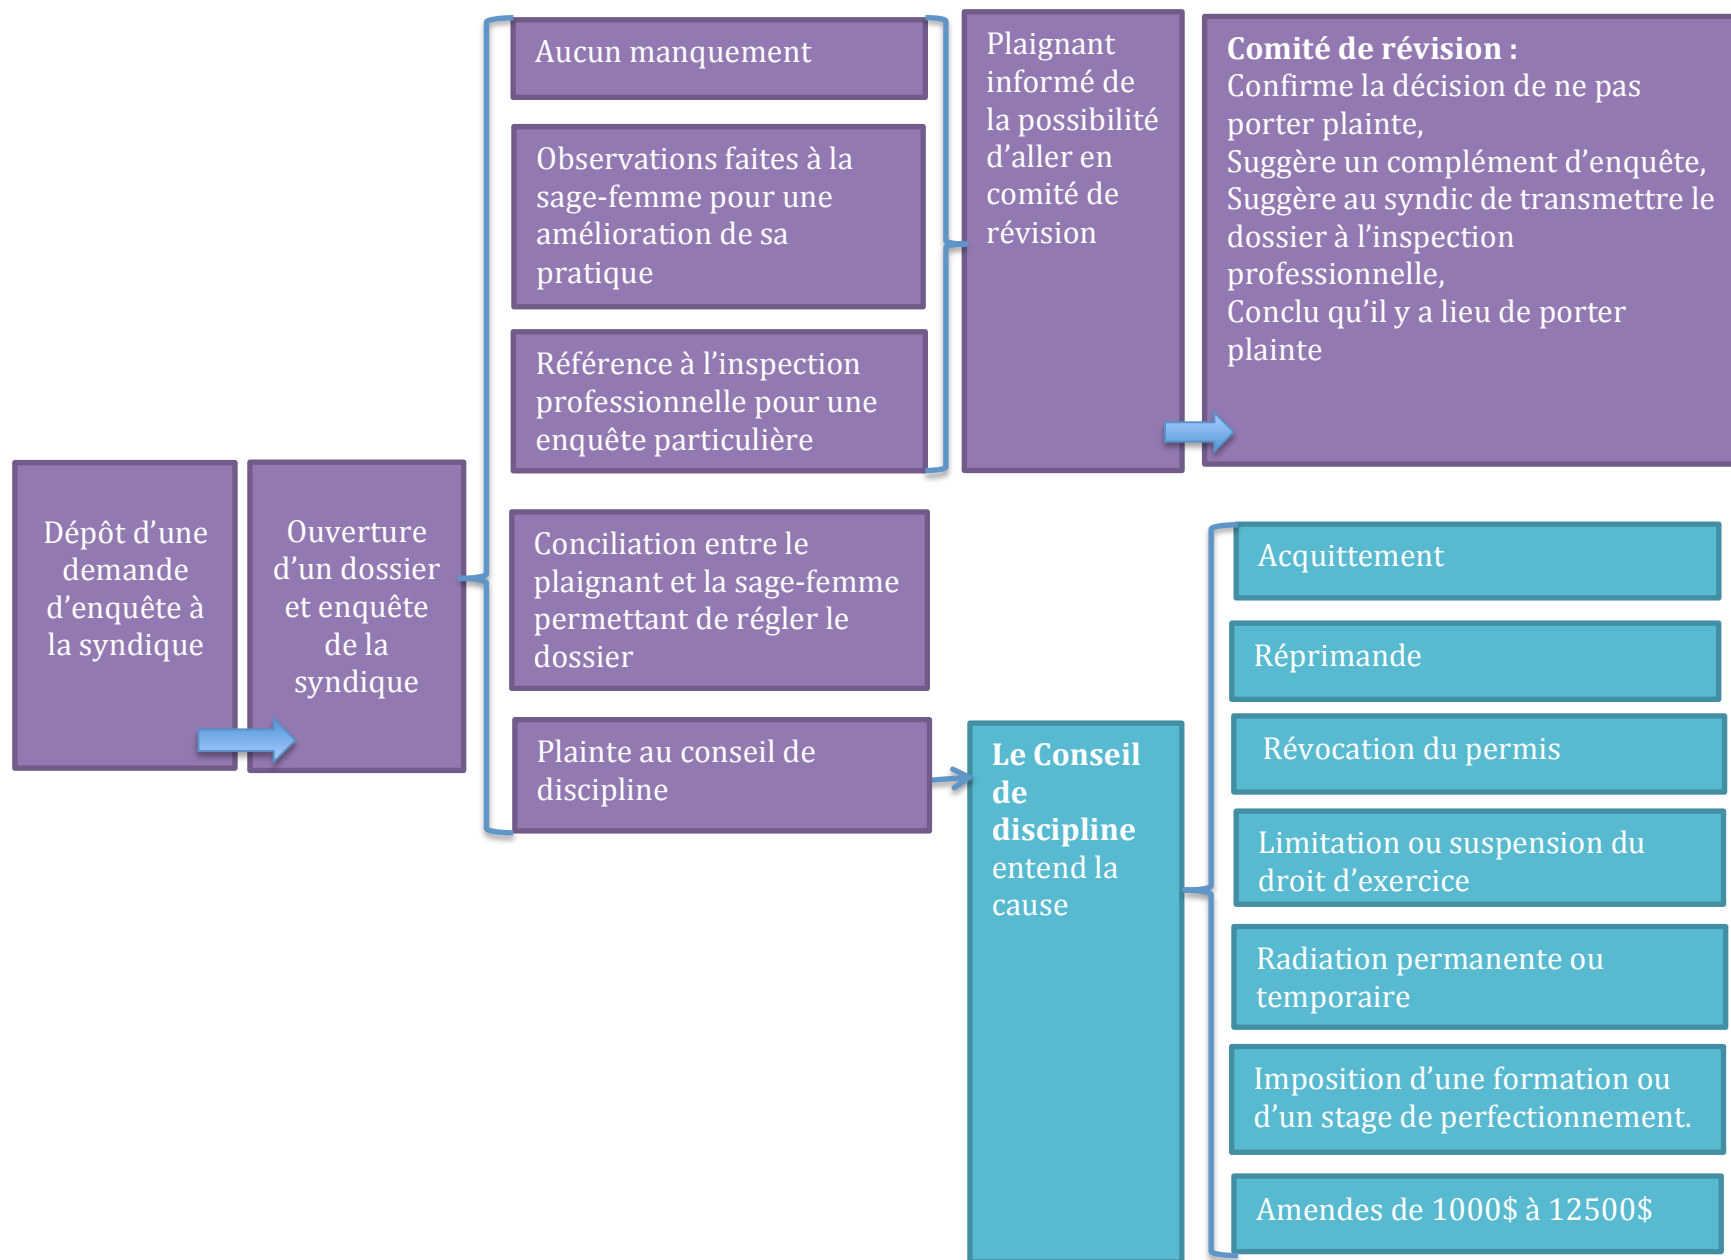 Dépôt d’une
demande
d’enquête à
la syndique
Ouverture
d’un dossier
et enquête
de la
syndique
Aucun manquement
Observations faites à la
sage-femme pour une
amélioration de sa
pratique
Référence à l’inspection
professionnelle pour une
enquête particulière
Conciliation entre le
plaignant et la sage-femme
permettant de régler le
dossier
Plainte au conseil de
discipline
Plaignant
informé de
la possibilité
d’aller en
comité de
révision
Comité de révision :
Confirme la décision de ne pas
porter plainte,
Suggère un complément d’enquête,
Suggère au syndic de transmettre le
dossier à l’inspection
professionnelle,
Conclu qu’il y a lieu de porter
plainte
Le Conseil
de
discipline
entend la
cause
Acquittement
Réprimande
Révocation du permis
Limitation ou suspension du
droit d’exercice
Radiation permanente ou
temporaire
Imposition d’une formation ou
d’un stage de perfectionnement.
Amendes de 1000$ à 12500$